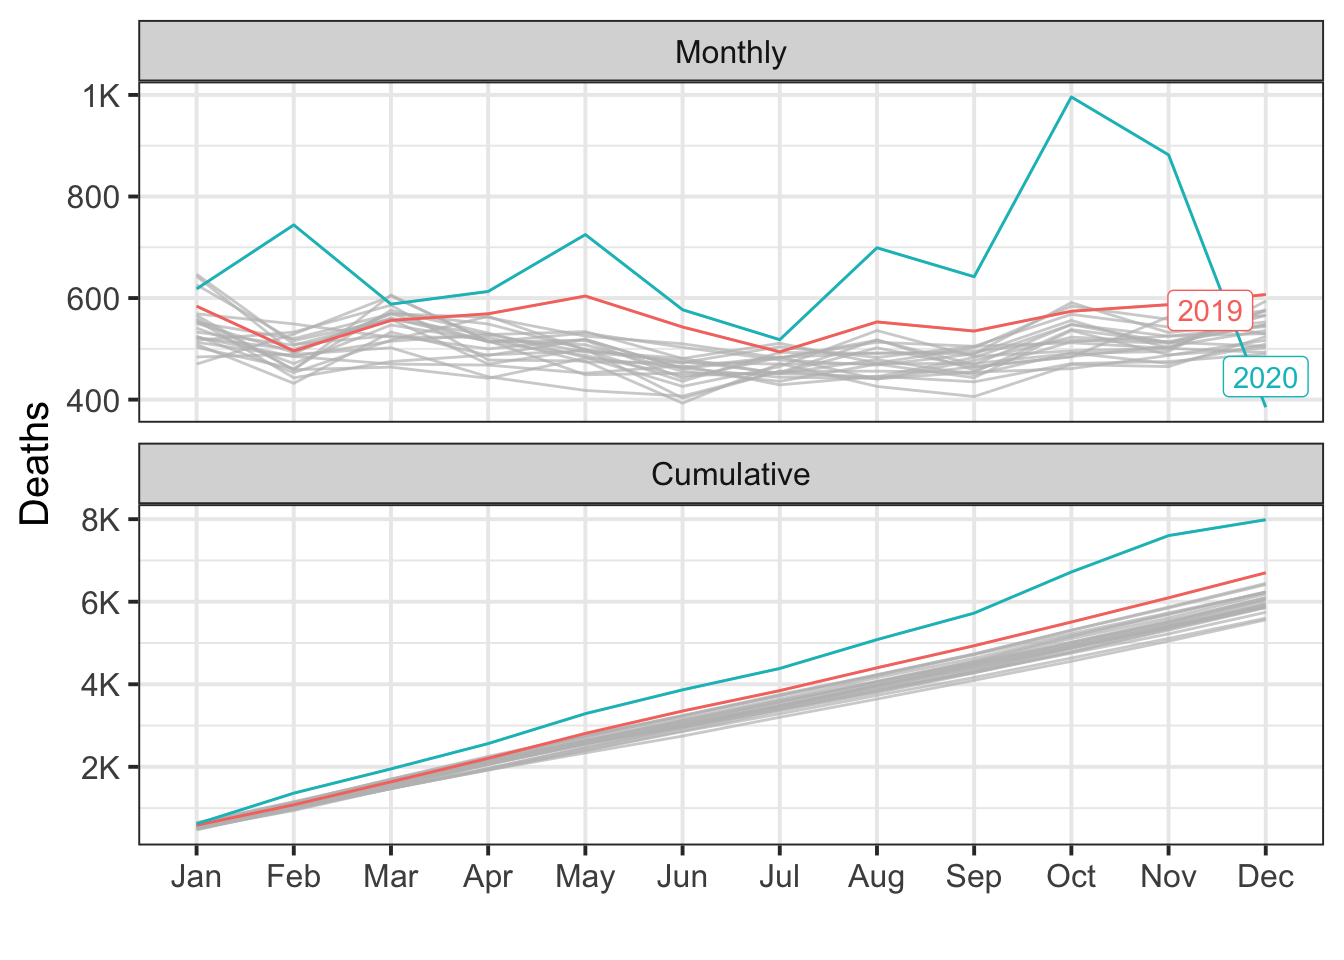 Monthly
1K
800
600
400
2019
2020
Deaths
Cumulative
8K
6K
4K
2K
Jan Feb Mar Apr May Jun Jul Aug Sep Oct Nov Dec